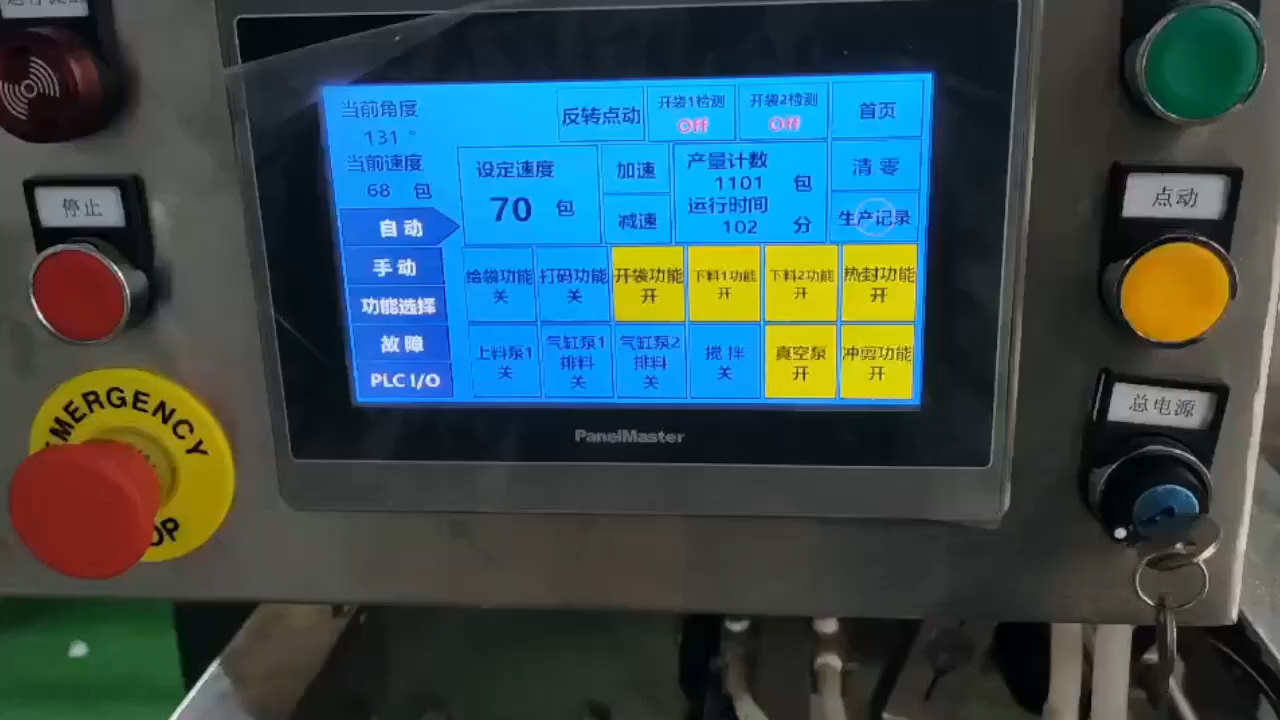 停止
EMERGENCY
当前角度
131 °
当前速度
68 包
自动
手动
功能选择
故障
PLC I/O
反转点动
开袋1检测
Off
开袋2检测
Off
首页
设定速度
70 包
加速
减速
产量计数
1101 包
运行时间
102 分
清零
生产记录
给袋功能
关
打码功能
关
开袋功能
开
下料1功能
开
下料2功能
开
热封功能
开
上料泵1
关
气缸泵1
排料
关
气缸泵2
排料
关
搅拌
关
真空泵
开
冲剪功能
开
PanelMaster
点动
总电源